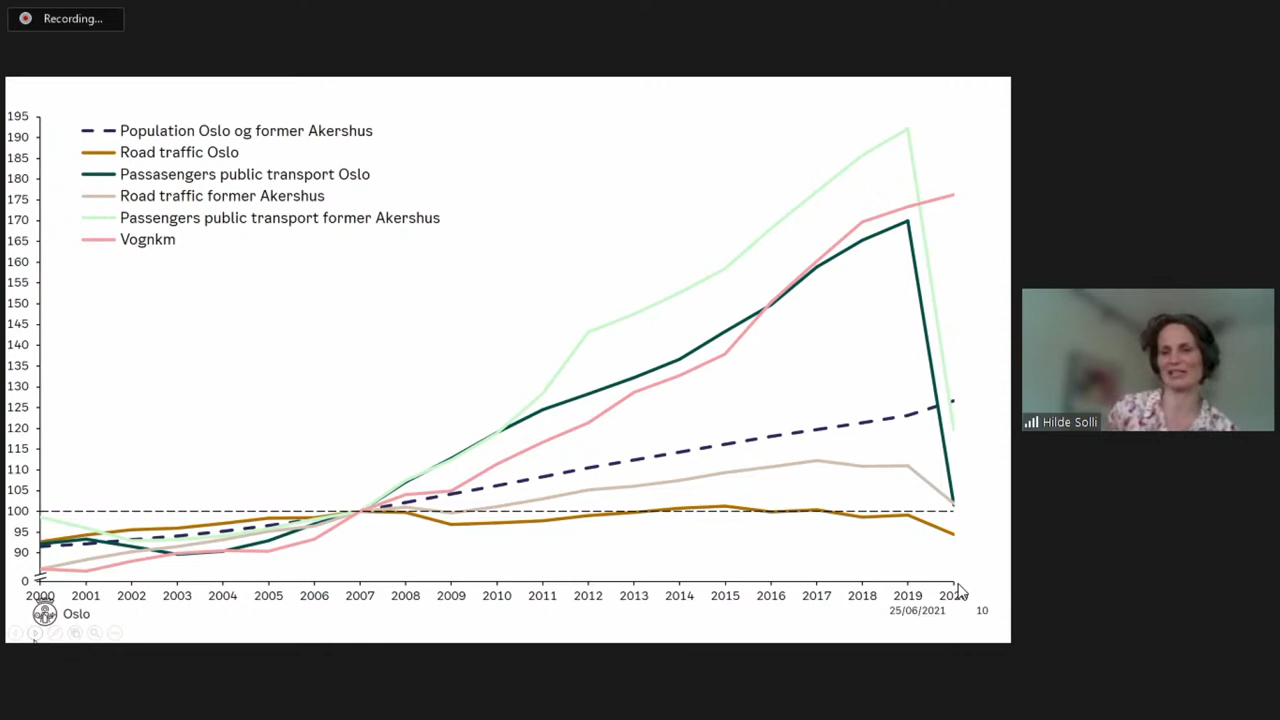 Recording...
195
190
185
180
175
170
165
160
155
150
145
140
135
130
125
120
115
110
105
100
95
90
0
Population Oslo og former Akershus
Road traffic Oslo
Passasengers public transport Oslo
Road traffic former Akershus
Passengers public transport former Akershus
Vognkm
2000 2001 2002 2003 2004 2005 2006 2007 2008 2009 2010 2011 2012 2013 2014 2015 2016 2017 2018 2019
Oslo
25/06/2021 10
Hilde Solli